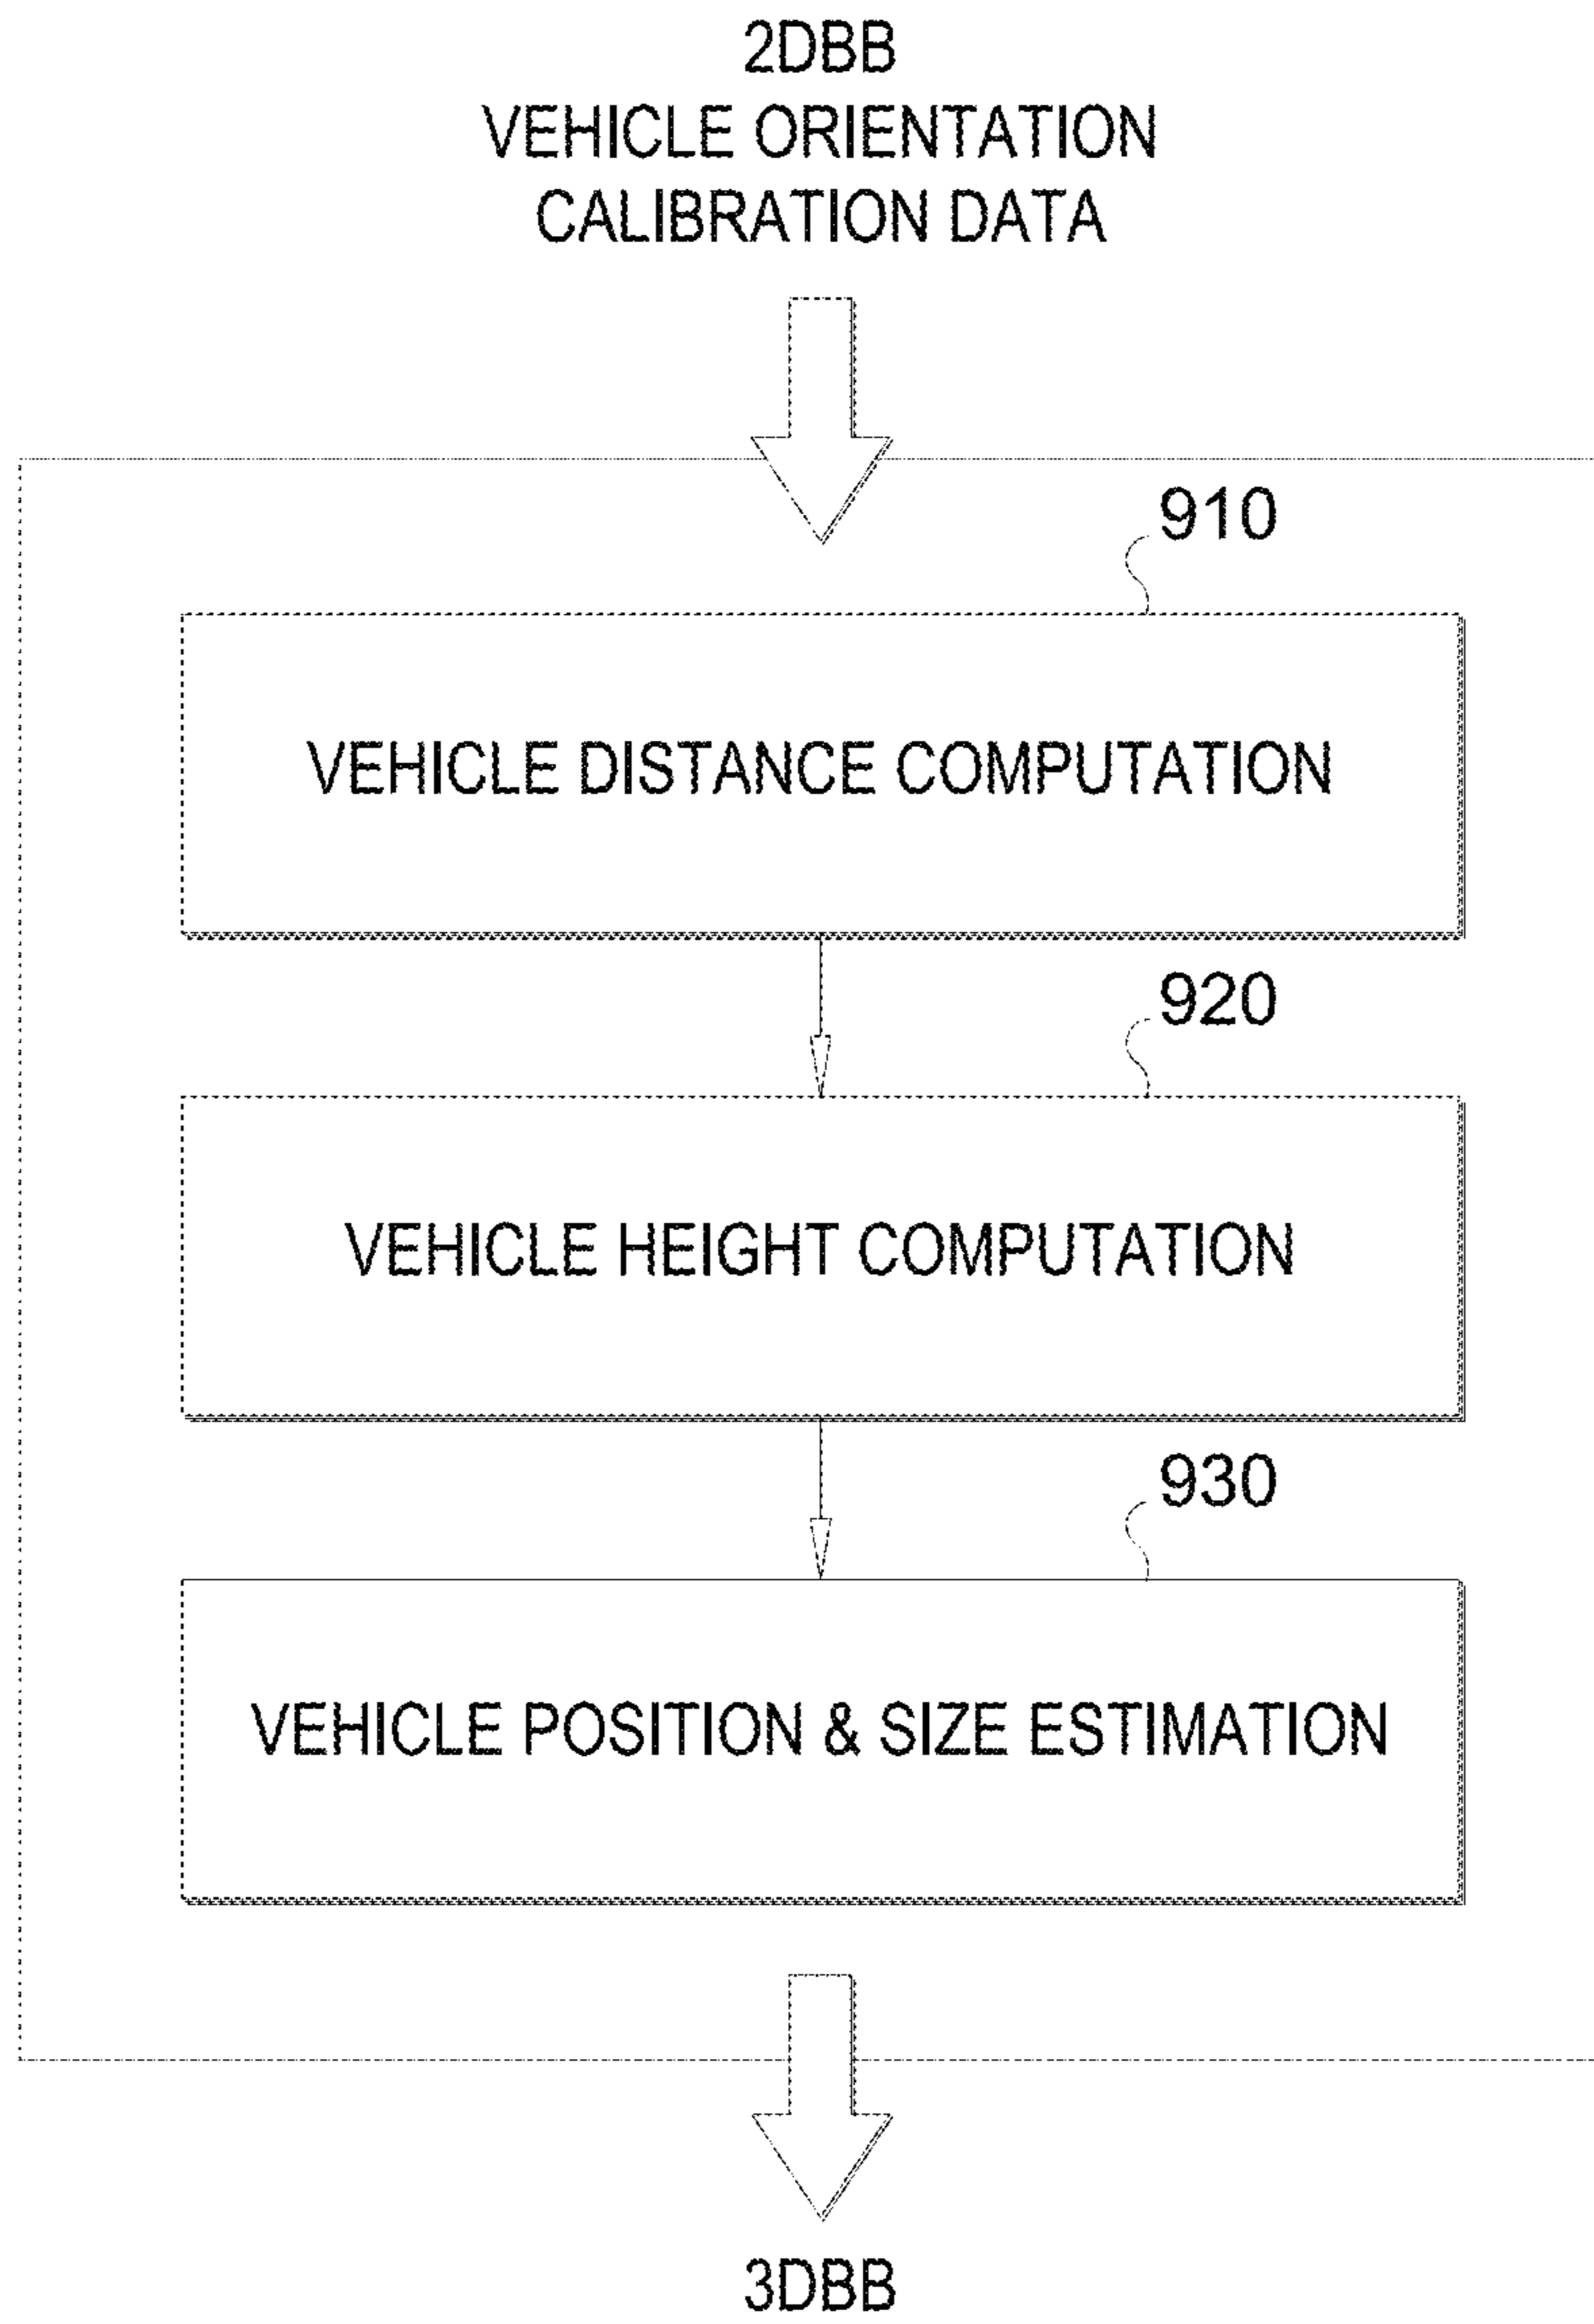 2DBB
VEHICLE ORIENTATION
CALIBRATION DATA
910
VEHICLE DISTANCE COMPUTATION
920
VEHICLE HEIGHT COMPUTATION
930
VEHICLE POSITION & SIZE ESTIMATION
3DBB